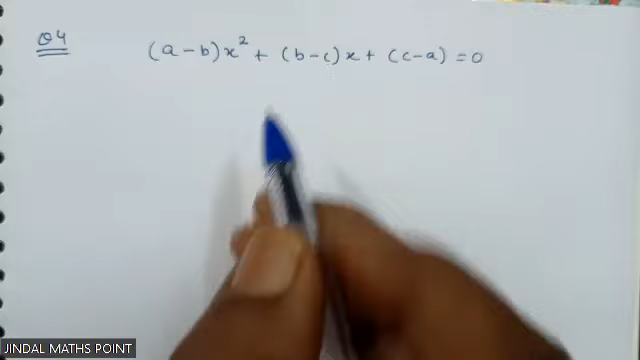 Q4
(a-b)x² + (b-c)x + (c-a) = 0
JINDAL MATHS POINT